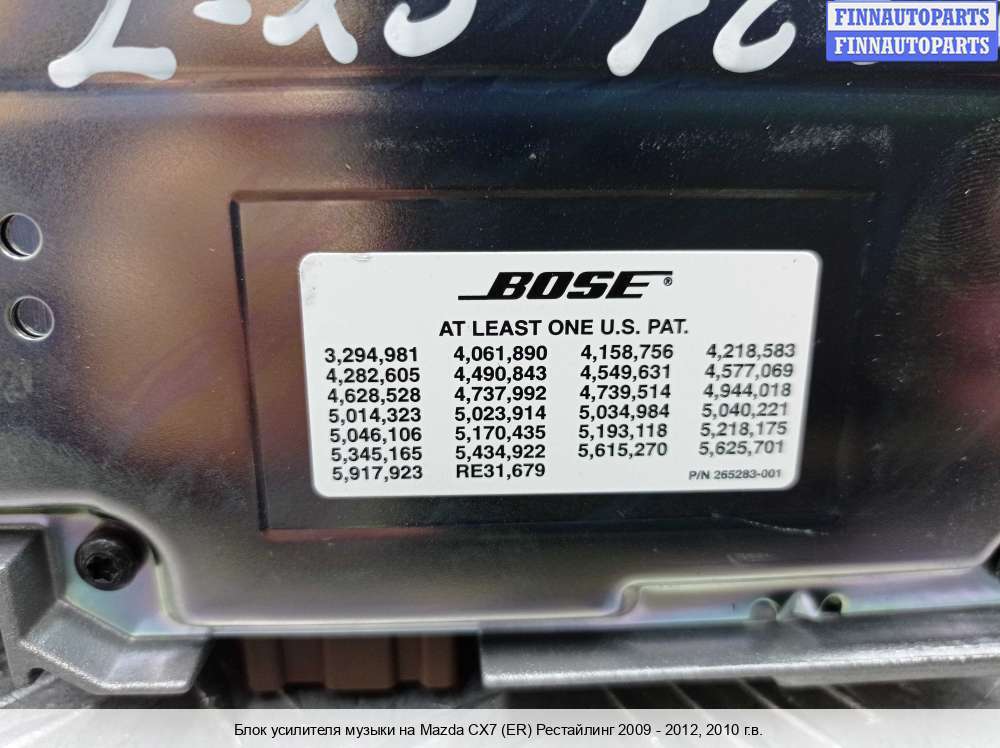 FINNAUTOPARTS
FINNAUTOPARTS
BOSE®
AT LEAST ONE U.S. PAT.
3,294,981 4,061,890 4,158,756 4,218,583
4,282,605 4,490,843 4,549,631 4,577,069
4,628,528 4,737,992 4,739,514 4,944,018
5,014,323 5,023,914 5,034,984 5,040,221
5,046,106 5,170,435 5,193,118 5,218,175
5,345,165 5,434,922 5,615,270 5,625,701
5,917,923 RE31,679 P/N 265283-001
Блок усилителя музыки на Mazda CX7 (ER) Рестайлинг 2009 - 2012, 2010 г.в.